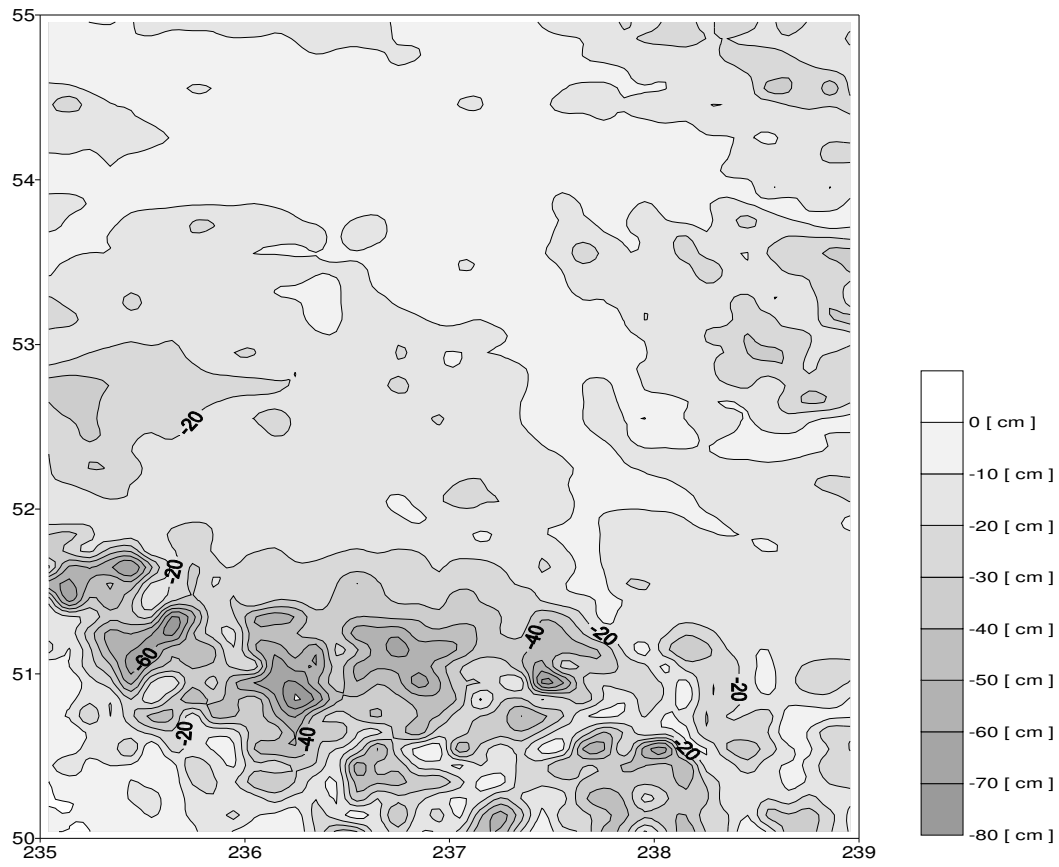 55
54
53
52
51
50
235
236
237
238
239
-20
-20
-60
-20
-40
-40
-20
-20
-20
0 [ cm ]
-10 [ cm ]
-20 [ cm ]
-30 [ cm ]
-40 [ cm ]
-50 [ cm ]
-60 [ cm ]
-70 [ cm ]
-80 [ cm ]